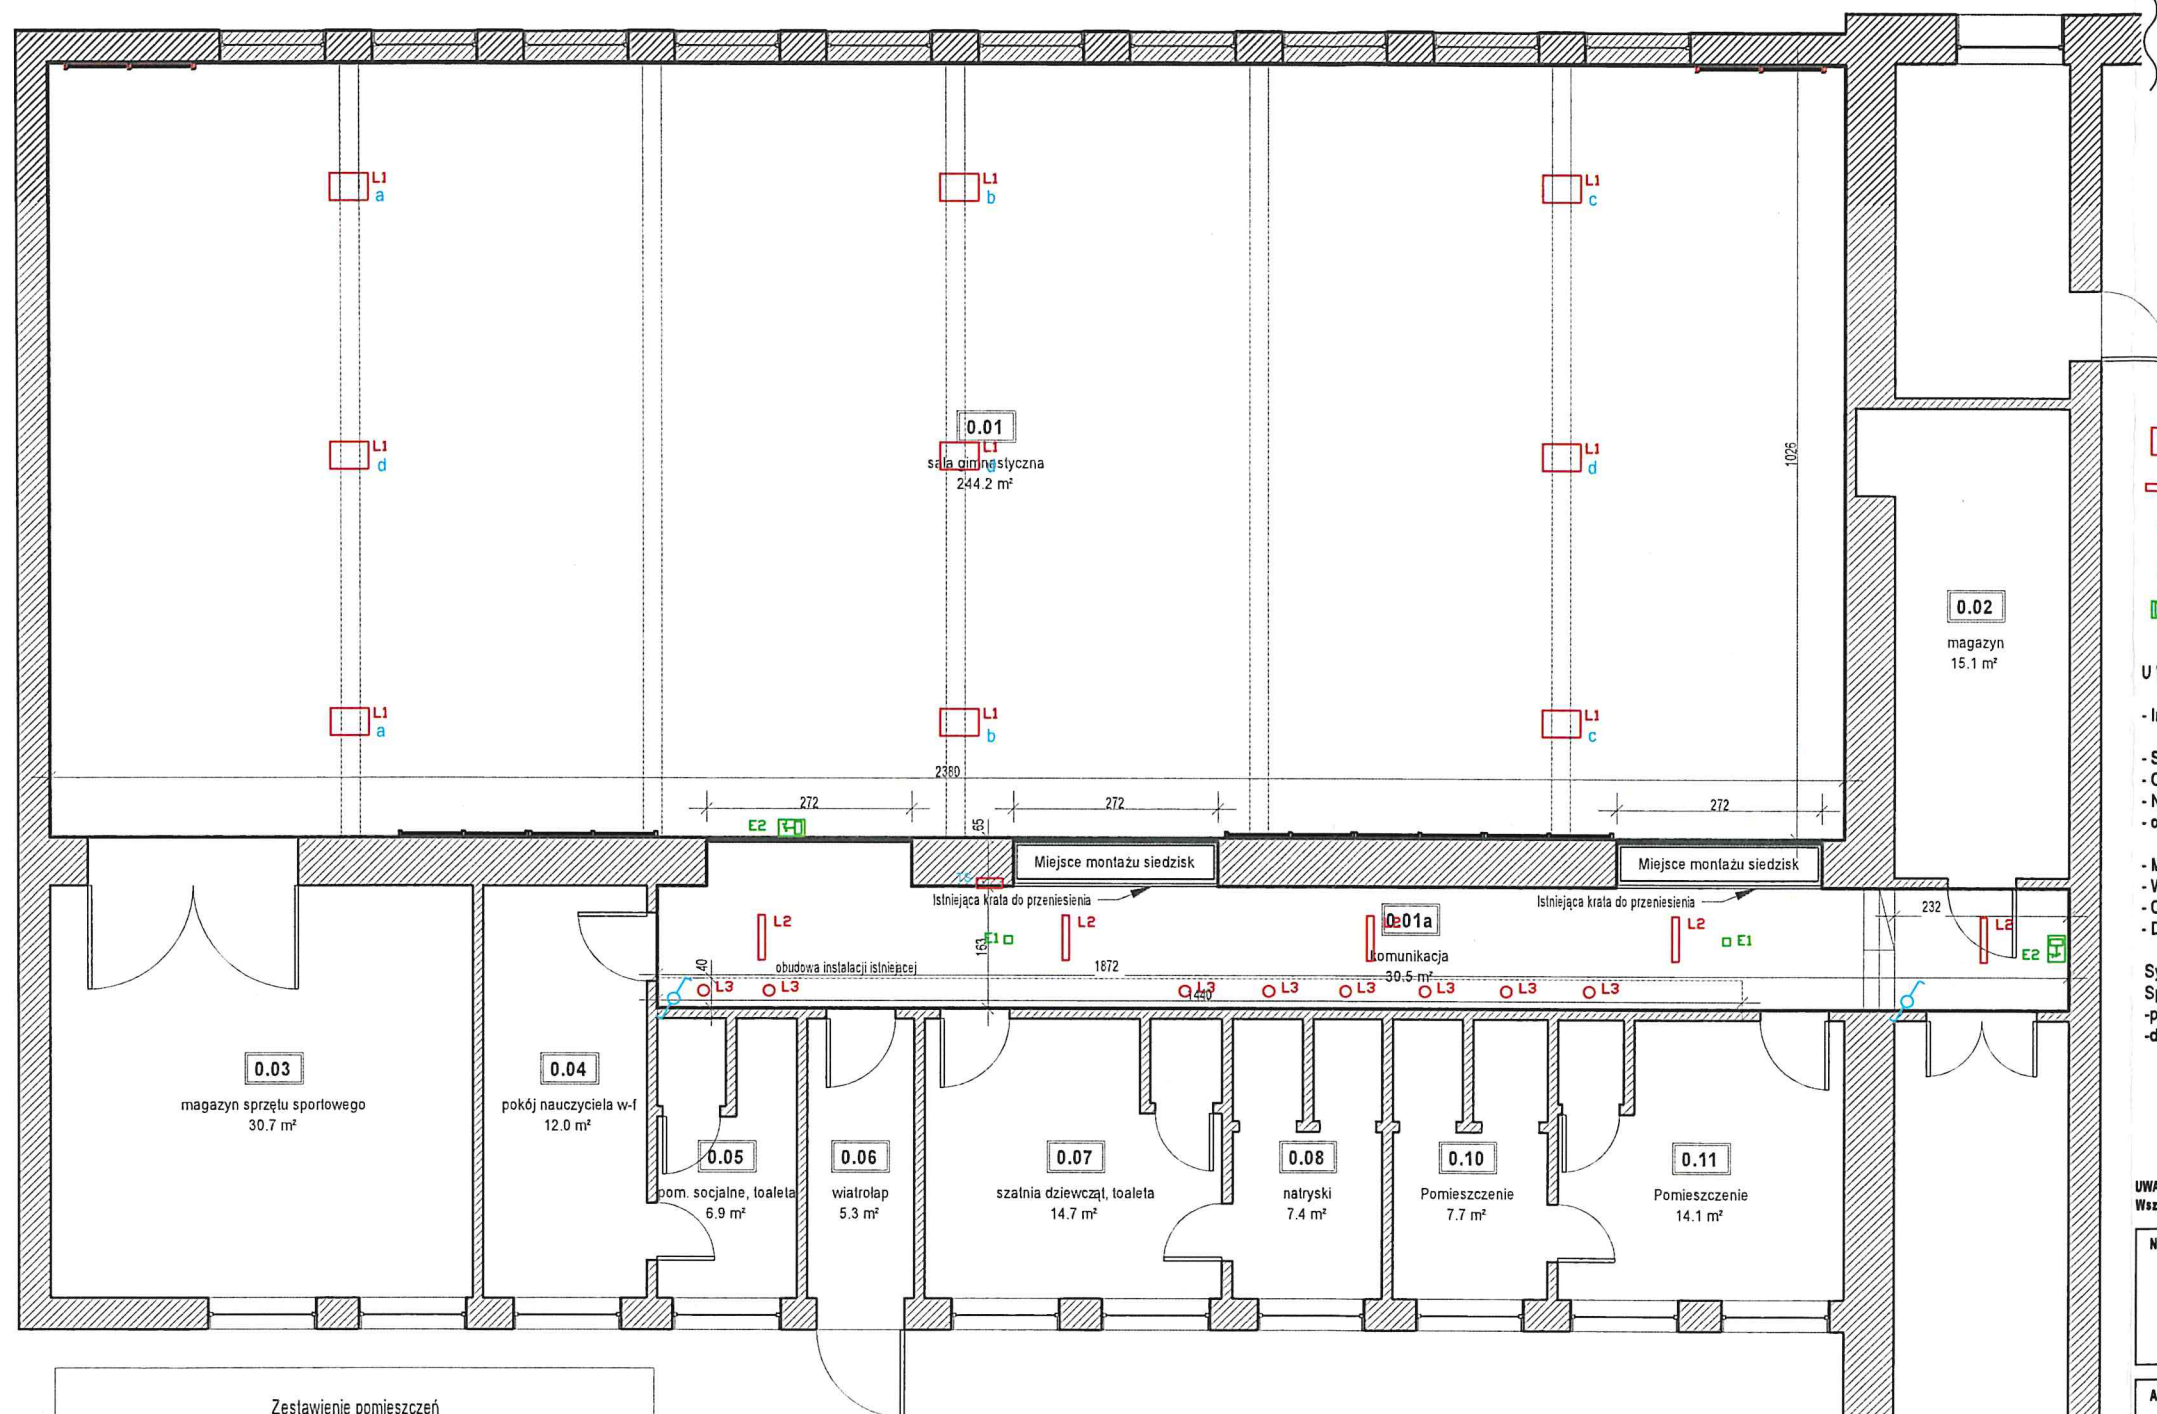 L1
a
L1
b
L1
c
0.01
L1
d
L1
d
sala gimnastyczna
244.2 m²
L1
d
1026
0.02
magazyn
15.1 m²
L1
a
L1
b
L1
c
2380
272
272
272
E2
65
Miejsce montażu siedzisk
Miejsce montażu siedzisk
TS
Istniejąca krata do przeniesienia
Istniejąca krata do przeniesienia
232
0.01a
L2
L2
L2
L2
L2
E1
E1
E2
163
komunikacja
30.5 m²
40
obudowa instalacji istniejącej
1872
L3
L3
L3
L3
L3
L3
L3
L3
1440
0.03
magazyn sprzętu sportowego
30.7 m²
0.04
pokój nauczyciela w-f
12.0 m²
0.05
pom. socjalne, toaleta
6.9 m²
0.06
wiatrołap
5.3 m²
0.07
szatnia dziewcząt, toaleta
14.7 m²
0.08
natryski
7.4 m²
0.10
Pomieszczenie
7.7 m²
0.11
Pomieszczenie
14.1 m²
Zestawienie pomieszczeń
U
- S
- M
- W
UWA
Wsz
N
A